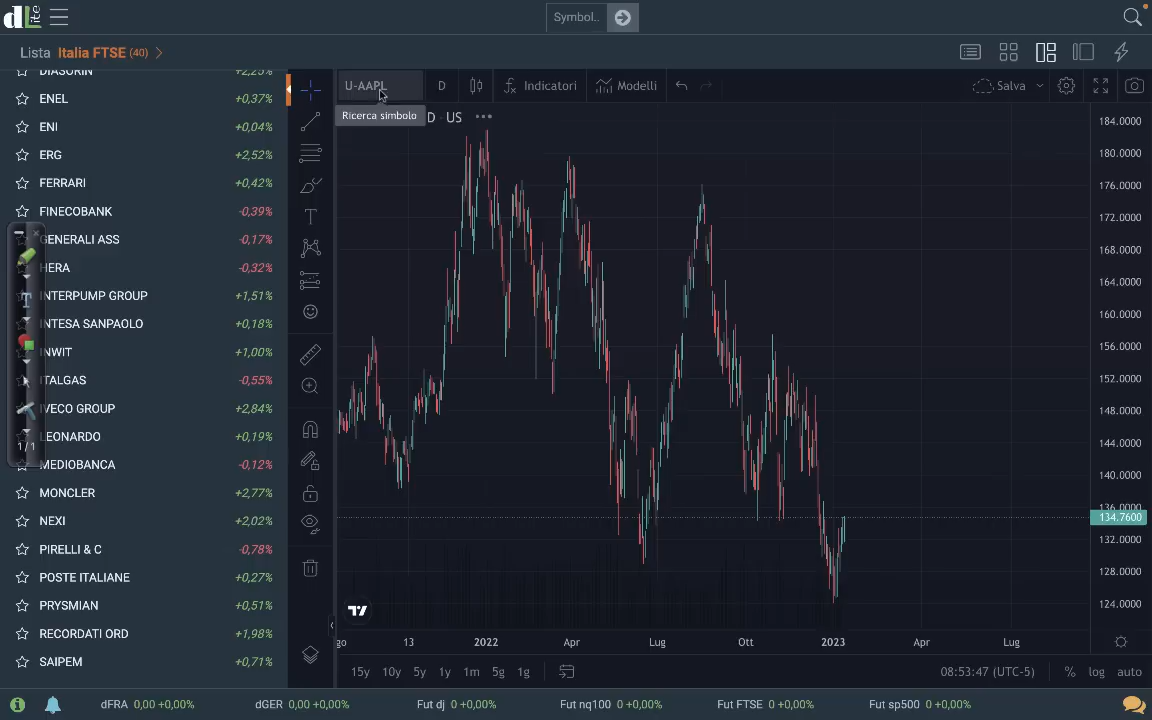 dLite
Symbol..
Lista Italia FTSE (40)
DIASORIN +2,25%
ENEL +0,37%
ENI +0,04%
ERG +2,52%
FERRARI +0,42%
FINECOBANK -0,39%
GENERALI ASS -0,17%
HERA -0,32%
INTERPUMP GROUP +1,51%
INTESA SANPAOLO +0,18%
INWIT +1,00%
ITALGAS -0,55%
IVECO GROUP +2,84%
LEONARDO +0,19%
1/1
MEDIOBANCA -0,12%
MONCLER +2,77%
NEXI +2,02%
PIRELLI & C -0,78%
POSTE ITALIANE +0,27%
PRYSMIAN +0,51%
RECORDATI ORD +1,98%
SAIPEM +0,71%
U-AAPL D Indicatori Modelli Salva
Ricerca simbolo D US
184.0000
180.0000
176.0000
172.0000
168.0000
164.0000
160.0000
156.0000
152.0000
148.0000
144.0000
140.0000
136.0000
134.7600
132.0000
128.0000
124.0000
go 13 2022 Apr Lug Ott 2023 Apr Lug
15y 10y 5y 1y 1m 5g 1g 08:53:47 (UTC-5) % log auto
dFRA 0,00 +0,00% dGER 0,00 +0,00% Fut dj 0 +0,00% Fut nq100 0 +0,00% Fut FTSE 0 +0,00% Fut sp500 0 +0,00%